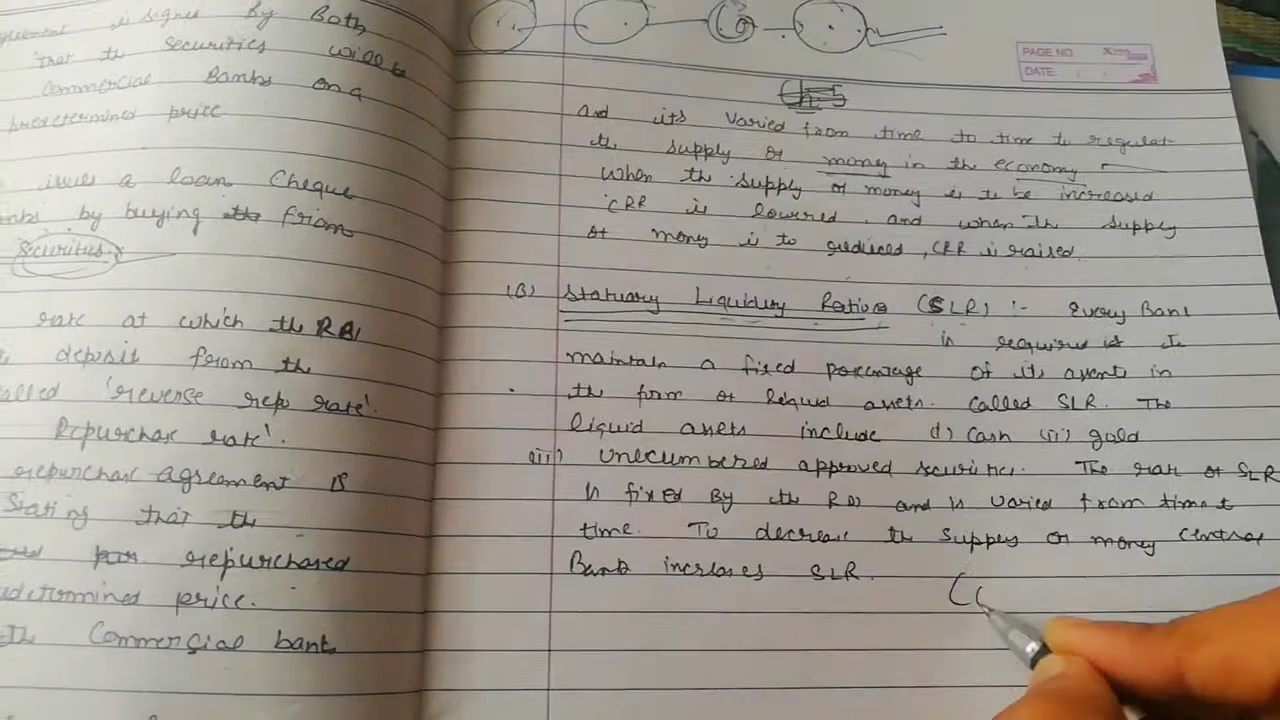 is signed By Both
that the securities will be
Commercial Banks on a
predetermined price
issues a loan Cheque
by buying from
Securities
rate at which the RBI
deposit from the
called 'reverse repo rate'.
Repurchase rate'.
repurchase agreement is
Stating that the
repurchased
determined price.
The Commercial bank
PAGE NO.
DATE: / /
Ch-5
and its varied from time to time to regulat
the supply of money in the economy
When the supply of money is to be increased
CRR is lowered. and when the supply
of money is to reduced, CRR is raised.
(B) Statuary Liquidity Ratio (SLR) :- Every Bank
is required to
maintain a fixed percentage of its assets in
the form of liquid assets. Called SLR. The
liquid assets include (i) Cash (ii) gold
(iii) unecumbered approved securities. The rate of SLR
is fixed By the RBI and is varied from time t
time. To decrease the supply of money Central
Bank increases SLR.